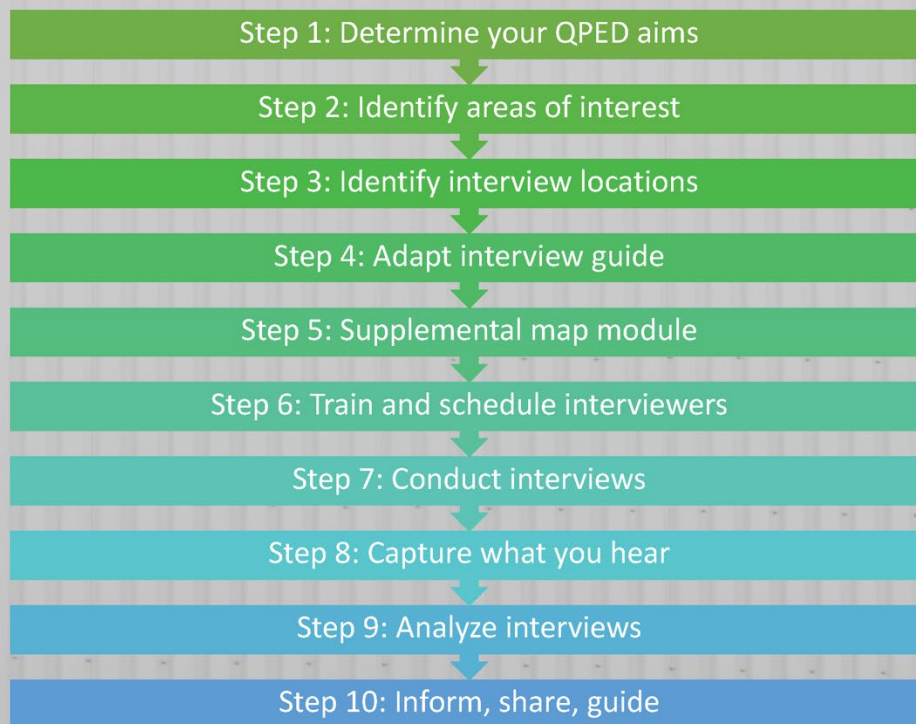 Step 1: Determine your QPED aims
Step 2: Identify areas of interest
Step 3: Identify interview locations
Step 4: Adapt interview guide
Step 5: Supplemental map module
Step 6: Train and schedule interviewers
Step 7: Conduct interviews
Step 8: Capture what you hear
Step 9: Analyze interviews
Step 10: Inform, share, guide